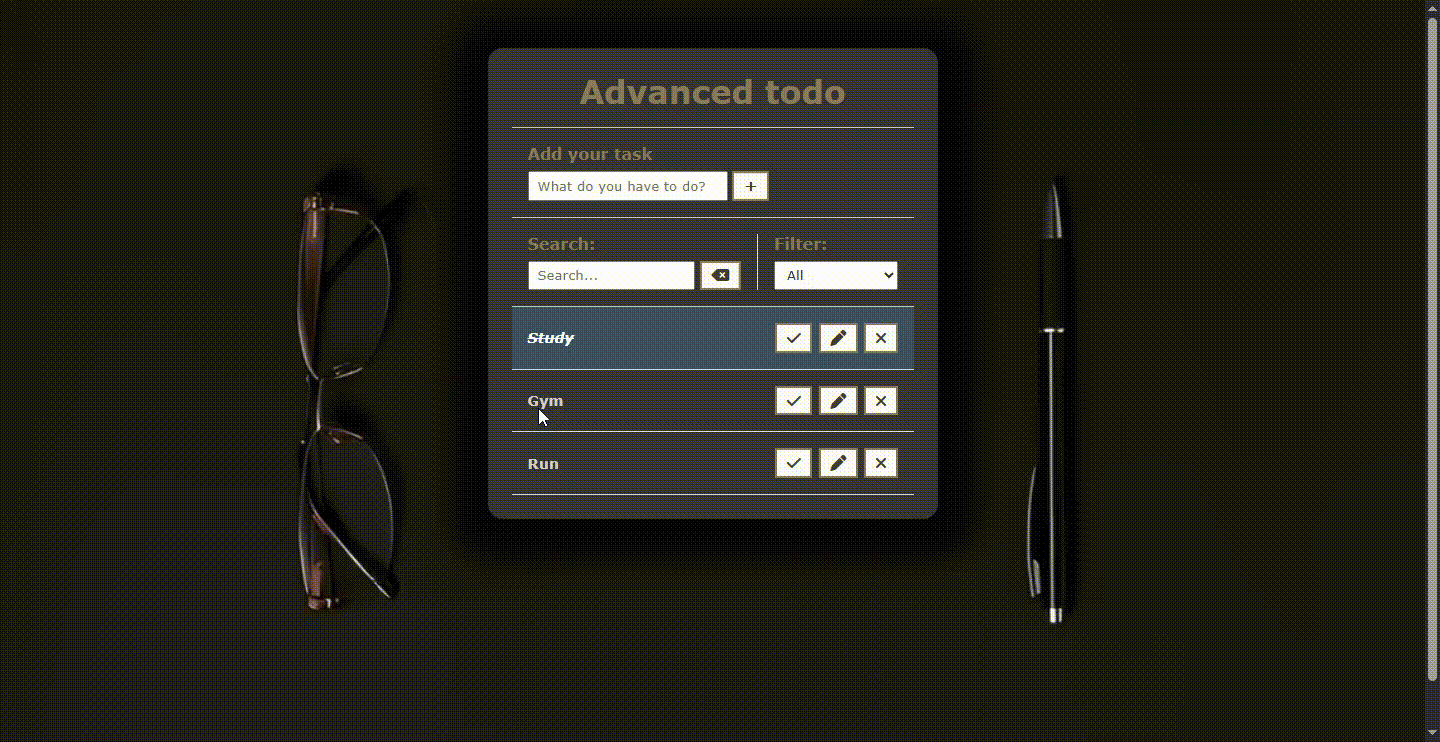 Advanced todo
Add your task
What do you have to do?
Search:
Filter:
Search...
All
Study
Gym
Run